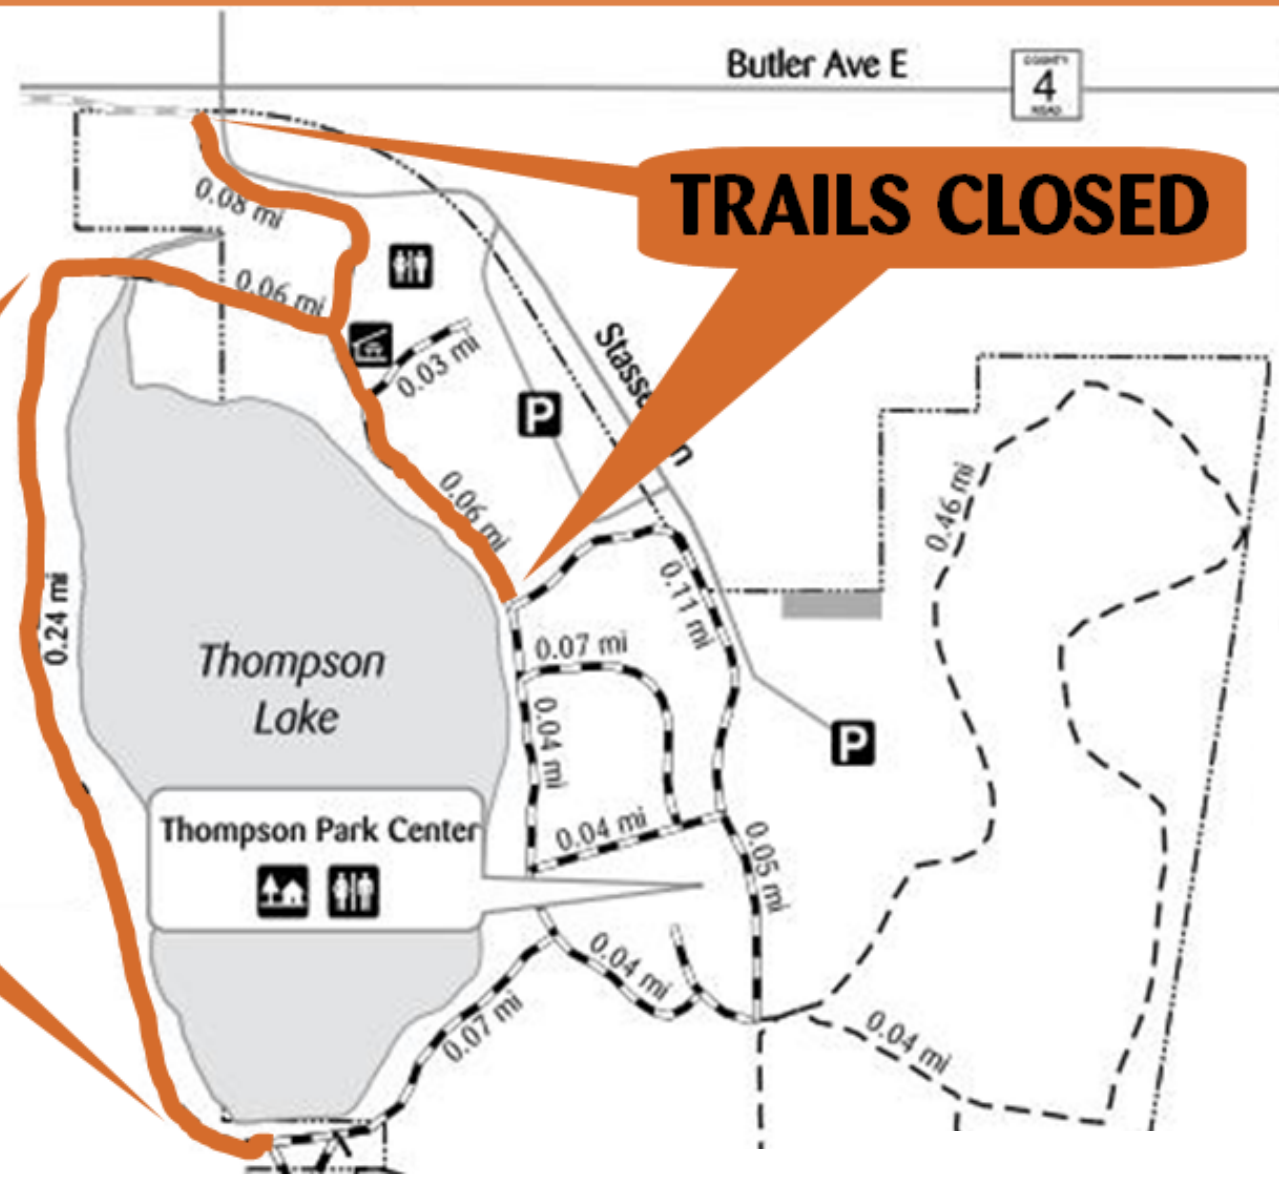 Butler Ave E
COUNTY
4
ROAD
TRAILS CLOSED
0.08 mi
0.06 mi
0.03 mi
P
0.46 mi
0.06 mi
0.11 mi
0.24 mi
0.07 mi
Thompson
Lake
0.04 mi
P
Thompson Park Center
0.04 mi
0.05 mi
0.04 mi
0.07 mi
0.04 mi